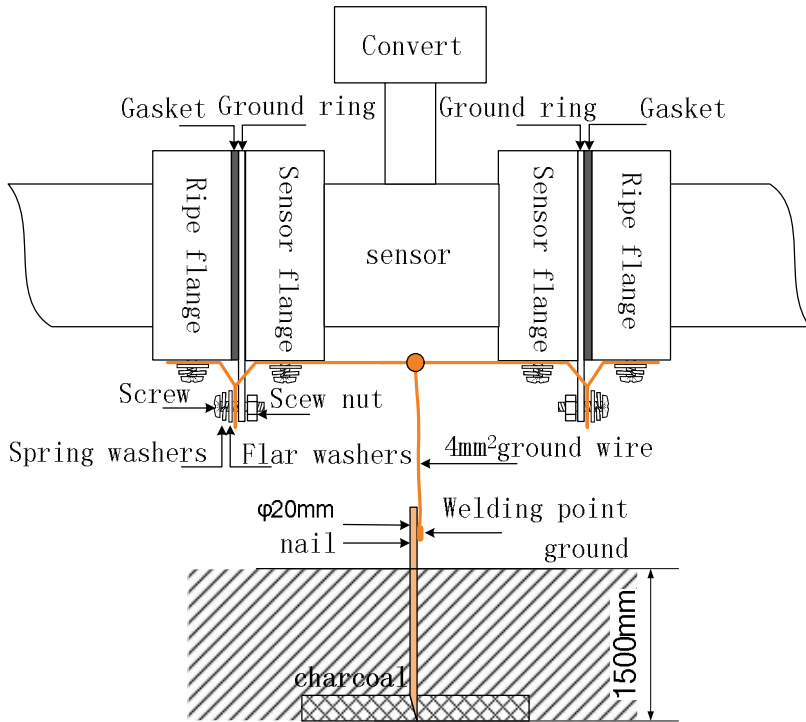 Convert
Gasket
Ground ring
Ground ring
Gasket
Ripe flange
Sensor flange
sensor
Sensor flange
Ripe flange
Screw
Scew nut
Spring washers
Flar washers
4mm²ground wire
φ20mm
nail
Welding point
ground
charcoal
1500mm